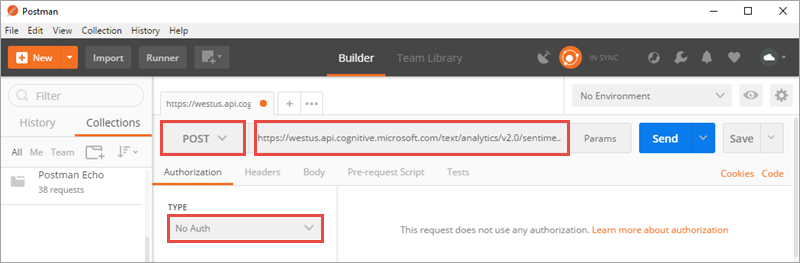 Postman
File Edit View Collection History Help
New Import Runner Builder Team Library IN SYNC
Filter https://westus.api.cog No Environment
History Collections POST https://westus.api.cognitive.microsoft.com/text/analytics/v2.0/sentime.. Params Send Save
All Me Team Authorization Headers Body Pre-request Script Tests Cookies Code
Postman Echo
38 requests
TYPE
No Auth This request does not use any authorization. Learn more about authorization